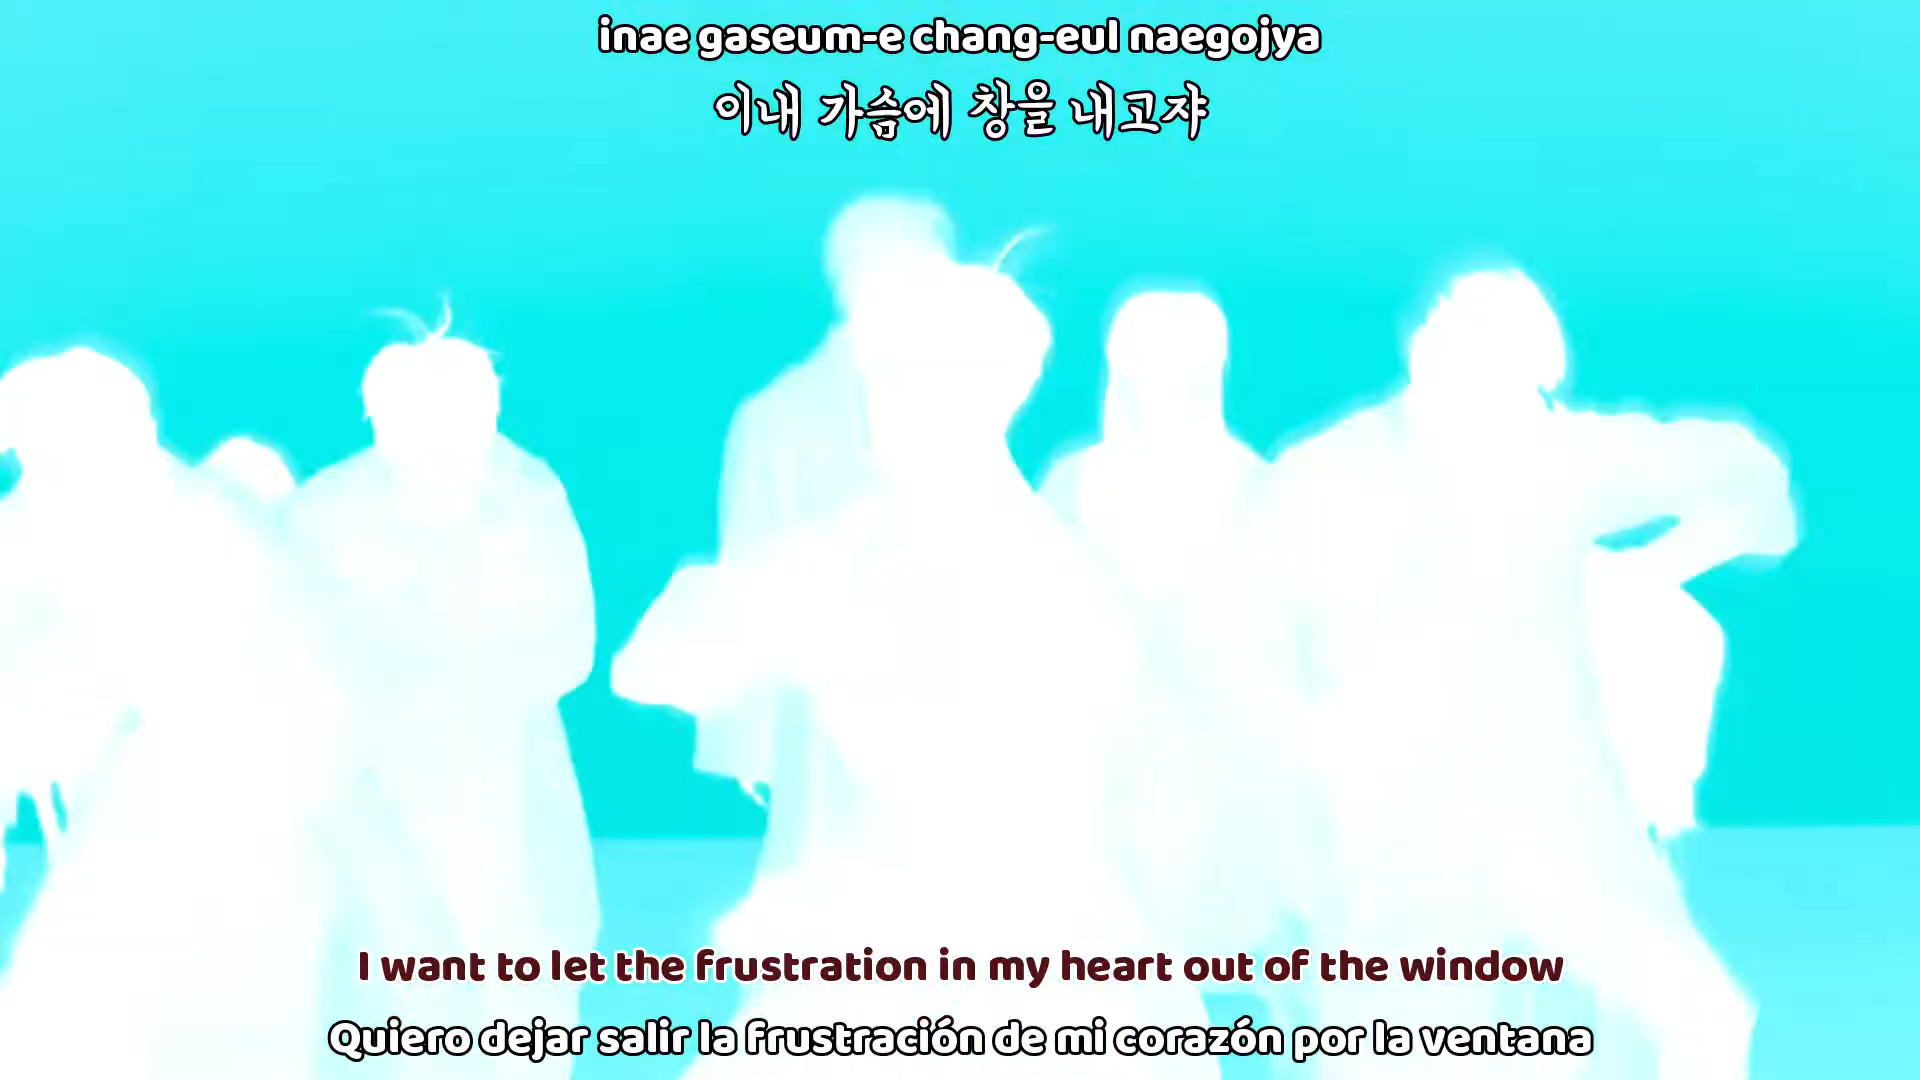 inae gaseum-e chang-eul naegojya
이내 가슴에 창을 내고쟈
I want to let the frustration in my heart out of the window
Quiero dejar salir la frustración de mi corazón por la ventana